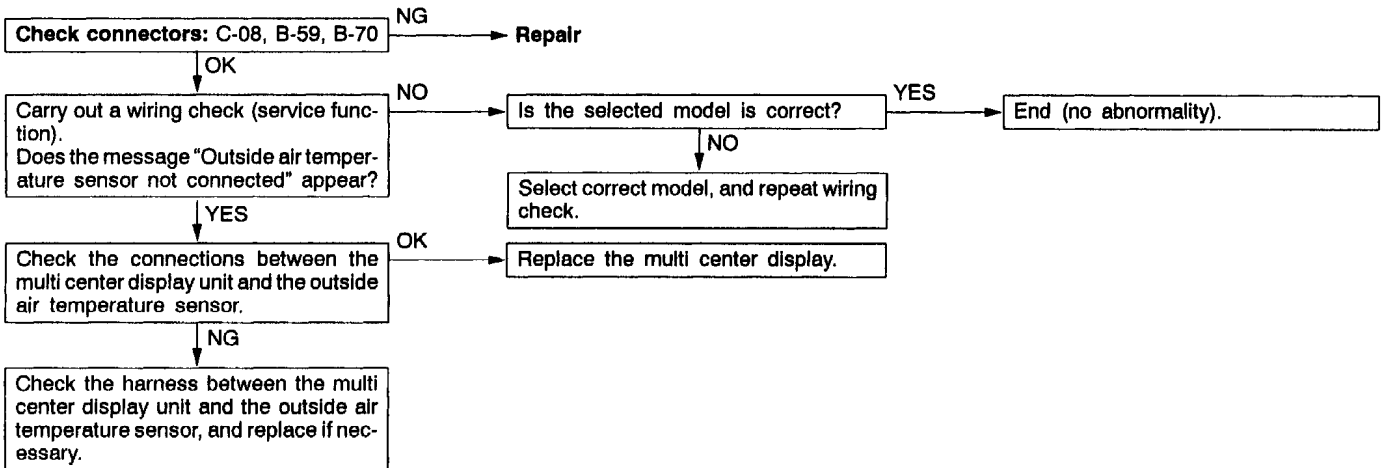 Check connectors: C-08, B-59, B-70
NG
Repair
OK
Carry out a wiring check (service func-
tion).
Does the message “Outside air temper-
ature sensor not connected” appear?
NO
Is the selected model is correct?
YES
End (no abnormality).
NO
Select correct model, and repeat wiring
check.
YES
Check the connections between the
multi center display unit and the outside
air temperature sensor.
OK
Replace the multi center display.
NG
Check the harness between the multi
center display unit and the outside air
temperature sensor, and replace if nec-
essary.